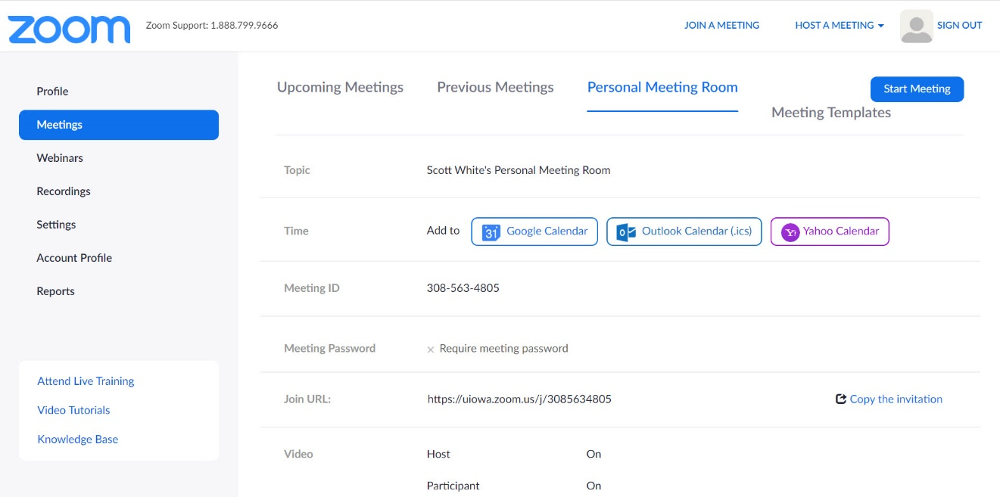 zoom
Zoom Support: 1.888.799.9666
JOIN A MEETING
HOST A MEETING
SIGN OUT
Profile
Meetings
Webinars
Recordings
Settings
Account Profile
Reports
Attend Live Training
Video Tutorials
Knowledge Base
Upcoming Meetings
Previous Meetings
Personal Meeting Room
Meeting Templates
Start Meeting
Topic
Scott White's Personal Meeting Room
Time
Add to
31
Google Calendar
Outlook Calendar (.ics)
Y!
Yahoo Calendar
Meeting ID
308-563-4805
Meeting Password
Require meeting password
Join URL:
https://uiowa.zoom.us/j/3085634805
Copy the invitation
Video
Host
On
Participant
On